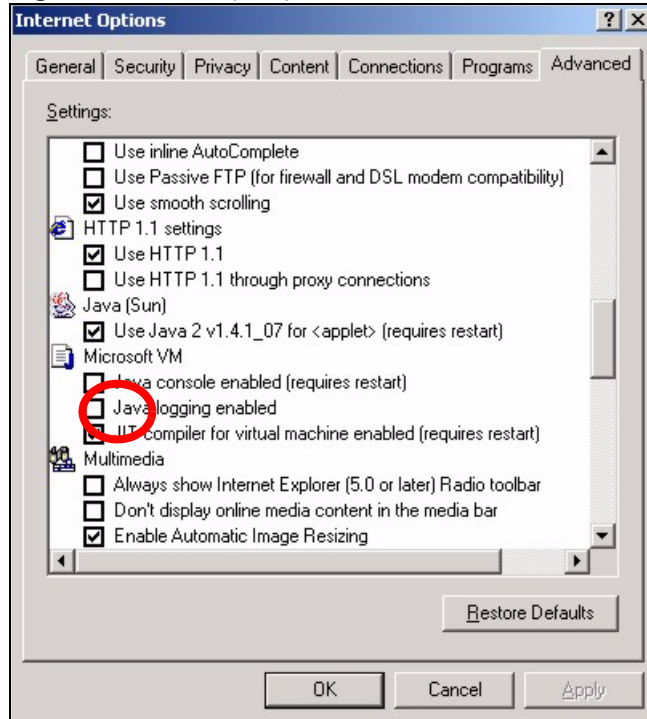 Internet Options
General Security Privacy Content Connections Programs Advanced
Settings:
Use inline AutoComplete
Use Passive FTP (for firewall and DSL modem compatibility)
Use smooth scrolling
HTTP 1.1 settings
Use HTTP 1.1
Use HTTP 1.1 through proxy connections
Java (Sun)
Use Java 2 v1.4.1_07 for <applet> (requires restart)
Microsoft VM
Java console enabled (requires restart)
Java logging enabled
JIT compiler for virtual machine enabled (requires restart)
Multimedia
Always show Internet Explorer (5.0 or later) Radio toolbar
Don't display online media content in the media bar
Enable Automatic Image Resizing
Restore Defaults
OK Cancel Apply